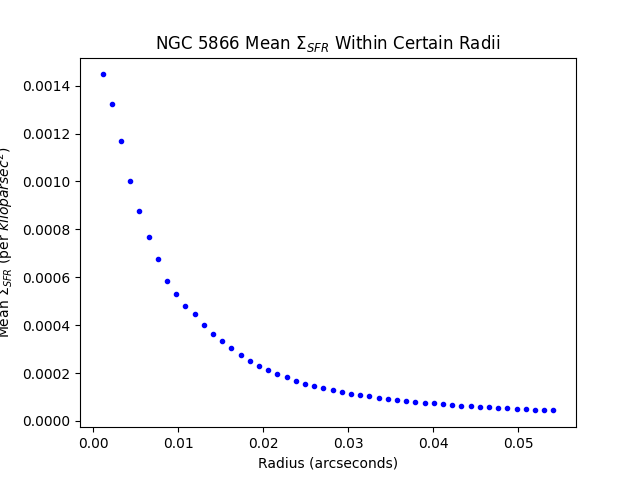 NGC 5866 Mean Σ_SFR Within Certain Radii
Mean Σ_SFR (per kiloparsec²)
0.0014
0.0012
0.0010
0.0008
0.0006
0.0004
0.0002
0.0000
0.00 0.01 0.02 0.03 0.04 0.05
Radius (arcseconds)